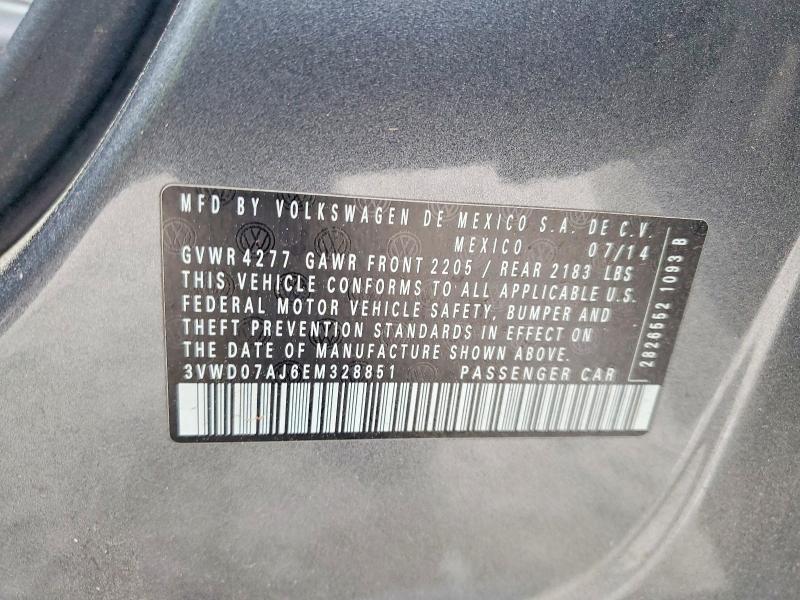 MFD BY VOLKSWAGEN DE MEXICO S.A. DE C.V.
MEXICO 07/14
GVWR 4277 GAWR FRONT 2205 / REAR 2183 LBS
THIS VEHICLE CONFORMS TO ALL APPLICABLE U.S.
FEDERAL MOTOR VEHICLE SAFETY, BUMPER AND
THEFT PREVENTION STANDARDS IN EFFECT ON
THE DATE OF MANUFACTURE SHOWN ABOVE.
3VWD07AJ6EM328851 PASSENGER CAR
2826552 1093 B